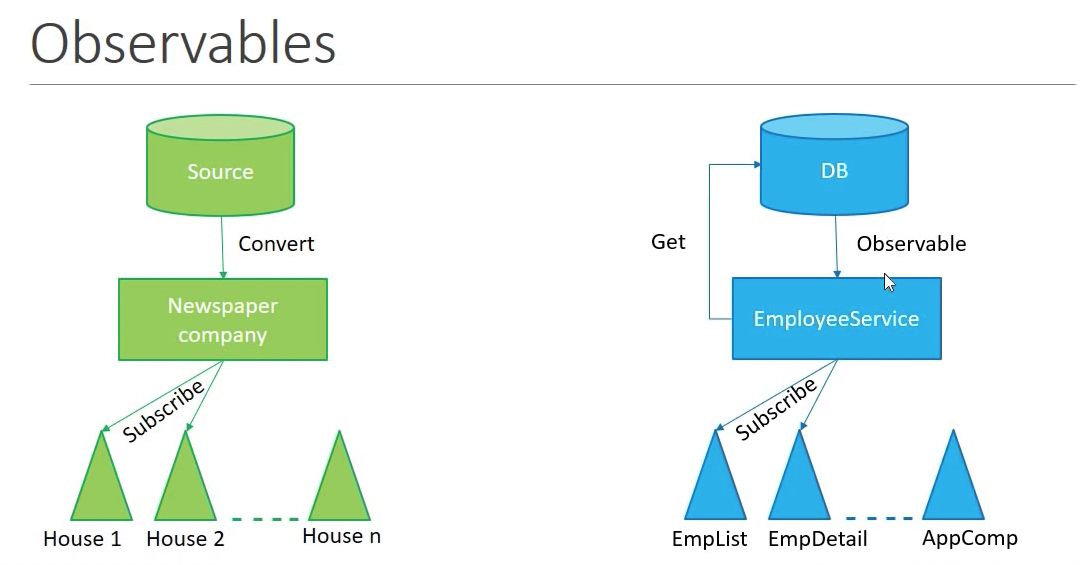 Observables
Source
Convert
Newspaper
company
Subscribe
House 1
House 2
House n
DB
Get
Observable
EmployeeService
Subscribe
EmpList
EmpDetail
AppComp